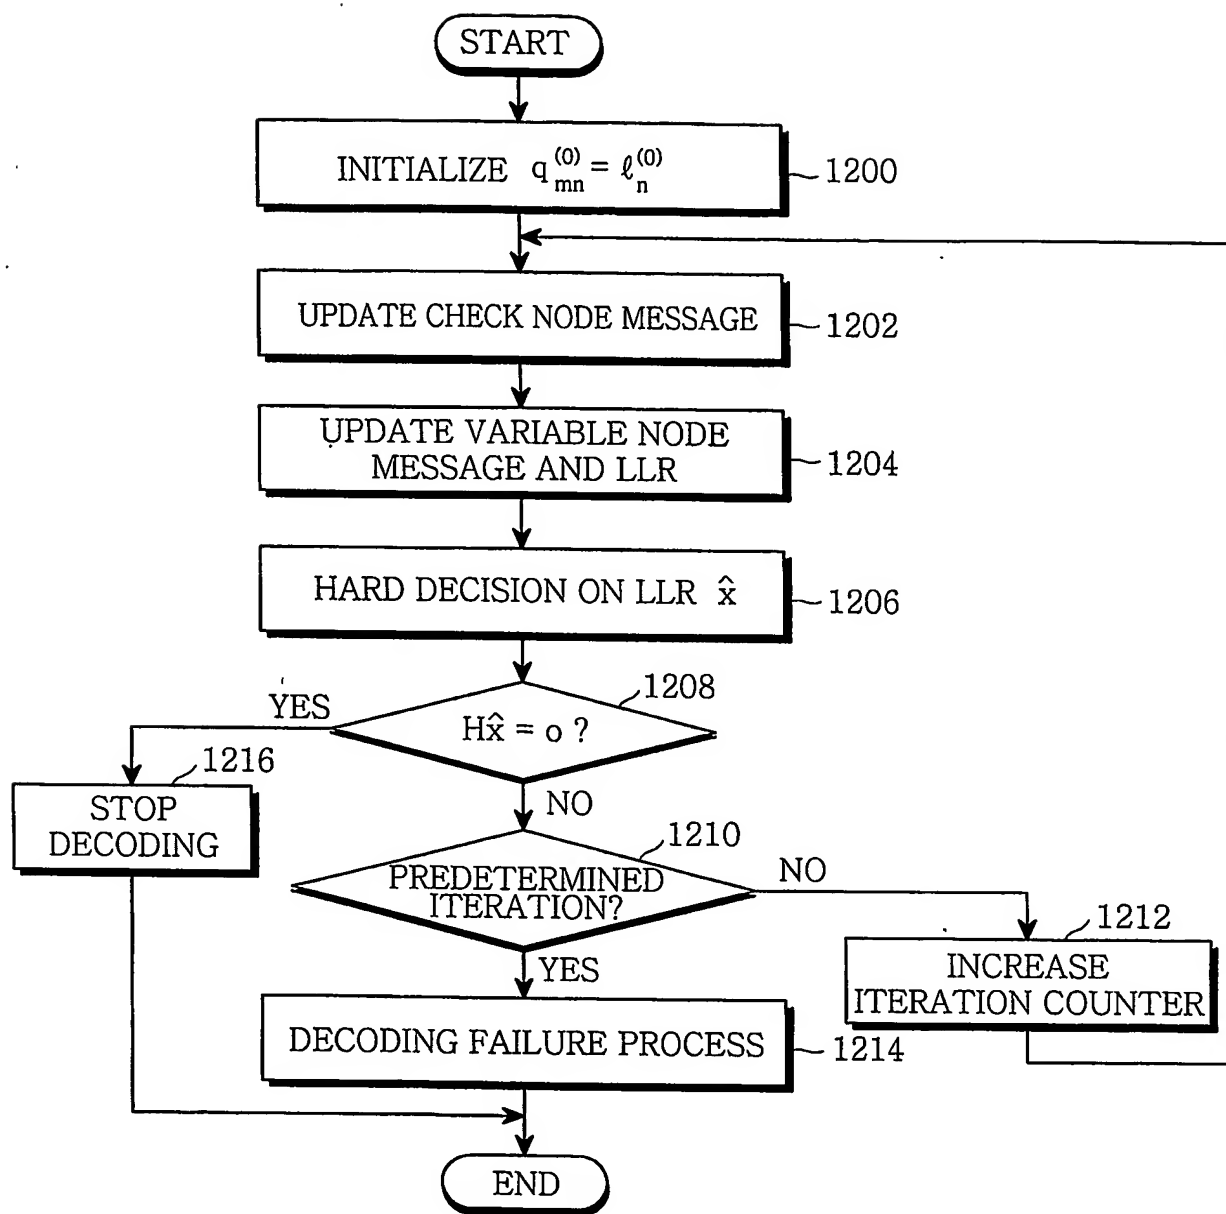 START
INITIALIZE q_mn^(0) = ℓ_n^(0)
1200
UPDATE CHECK NODE MESSAGE
1202
UPDATE VARIABLE NODE
MESSAGE AND LLR
1204
HARD DECISION ON LLR x̂
1206
1208
YES
Hx̂ = o ?
1216
STOP
DECODING
NO
1210
PREDETERMINED
ITERATION?
NO
1212
INCREASE
ITERATION COUNTER
YES
DECODING FAILURE PROCESS
1214
END